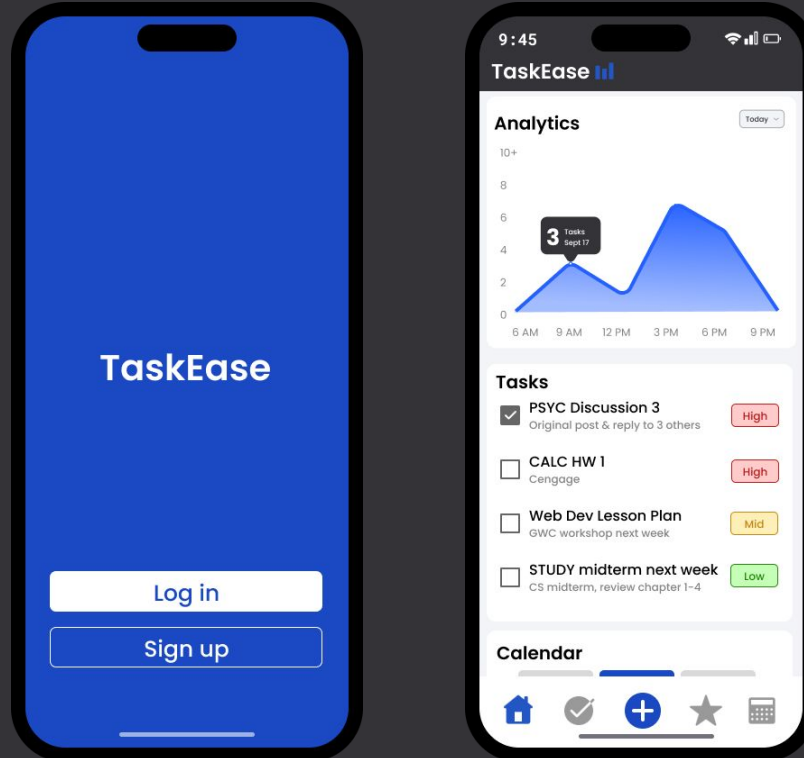 TaskEase
Log in
Sign up
9:45
TaskEase
Analytics
Today
10+
8
6
4
2
0
3 Tasks
Sept 17
6 AM 9 AM 12 PM 3 PM 6 PM 9 PM
Tasks
PSYC Discussion 3
Original post & reply to 3 others
High
CALC HW 1
Cengage
High
Web Dev Lesson Plan
GWC workshop next week
Mid
STUDY midterm next week
CS midterm, review chapter 1-4
Low
Calendar